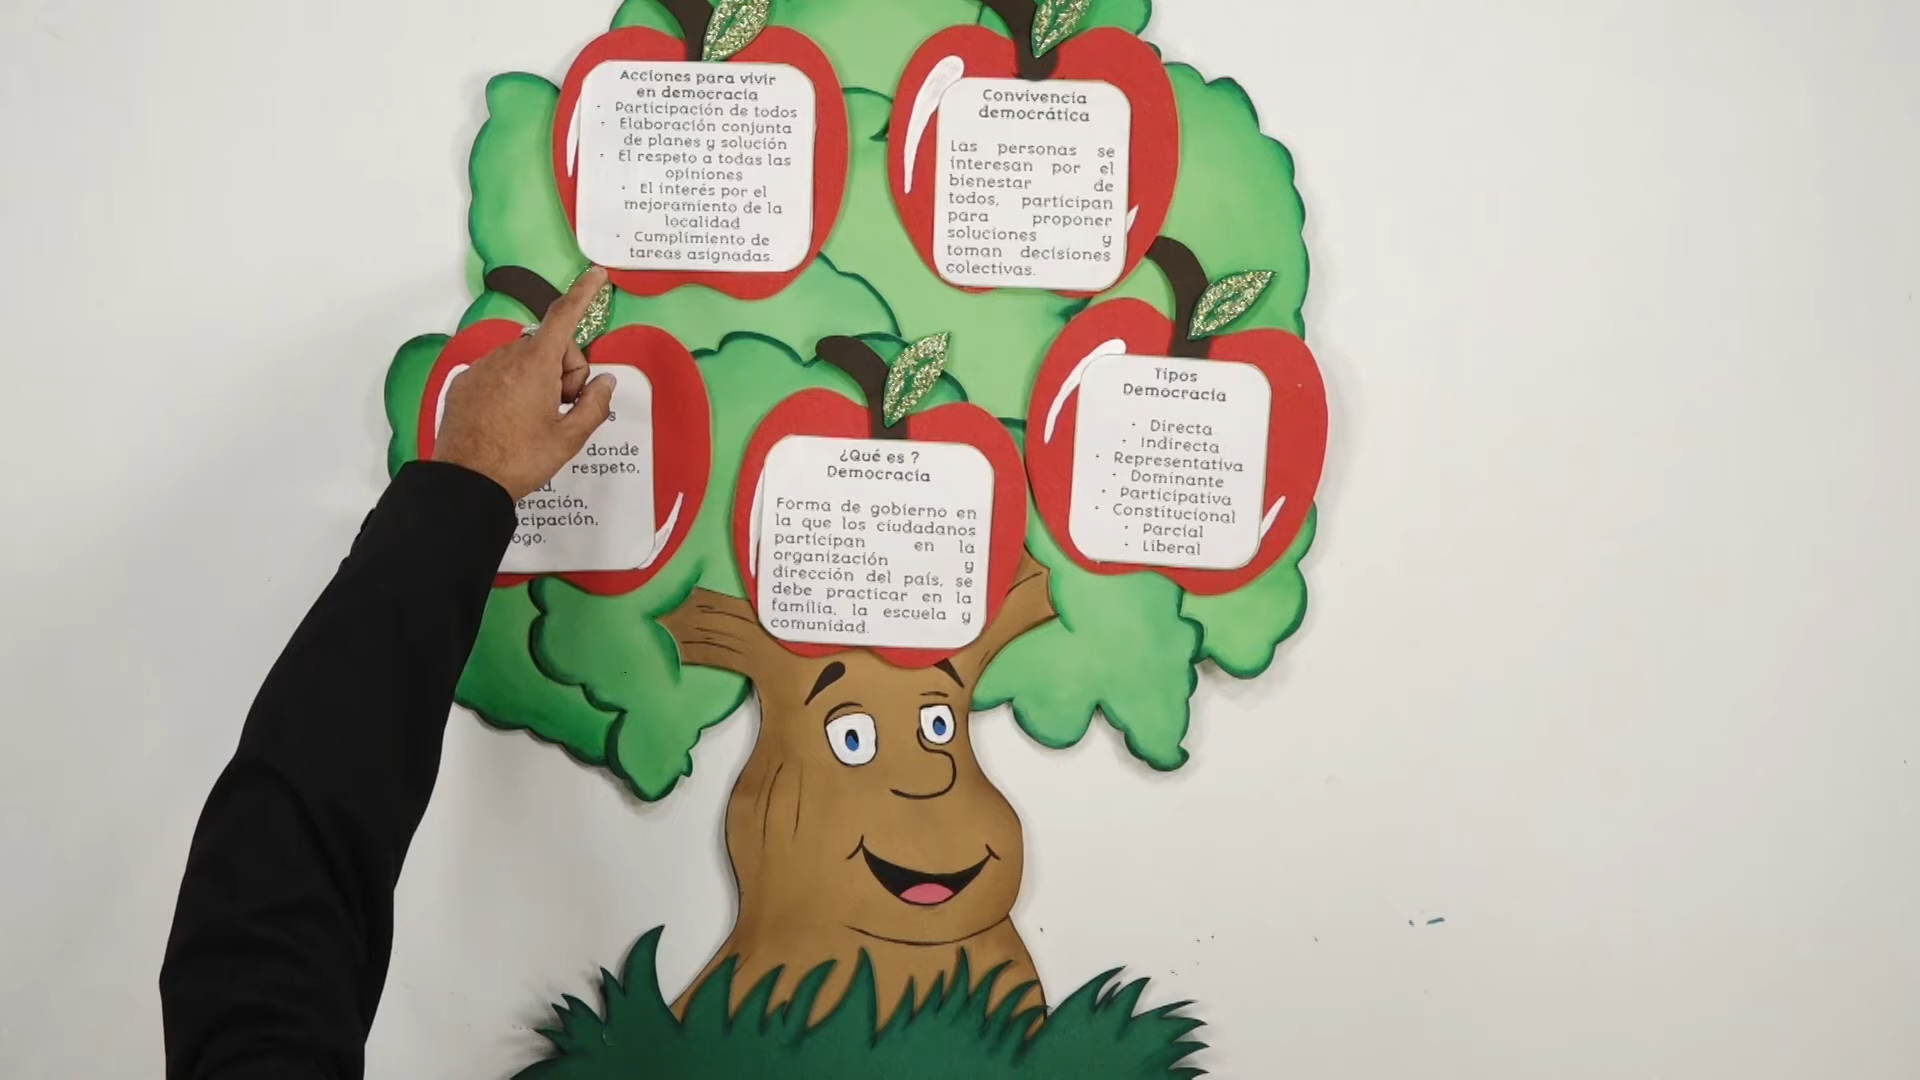 Acciones para vivir
en democracia
· Participación de todos
· Elaboración conjunta
de planes y solución
· El respeto a todas las
opiniones
· El interés por el
mejoramiento de la
localidad
· Cumplimiento de
tareas asignadas.
Convivencia
democrática
Las personas se
interesan por el
bienestar de
todos, participan
para proponer
soluciones y
toman decisiones
colectivas.
donde
respeto,
¿Qué es ?
Democracia
Forma de gobierno en
la que los ciudadanos
participan en la
organización y
dirección del país, se
debe practicar en la
familia, la escuela y
comunidad.
Tipos
Democracia
· Directa
· Indirecta
· Representativa
· Dominante
· Participativa
· Constitucional
· Parcial
· Liberal